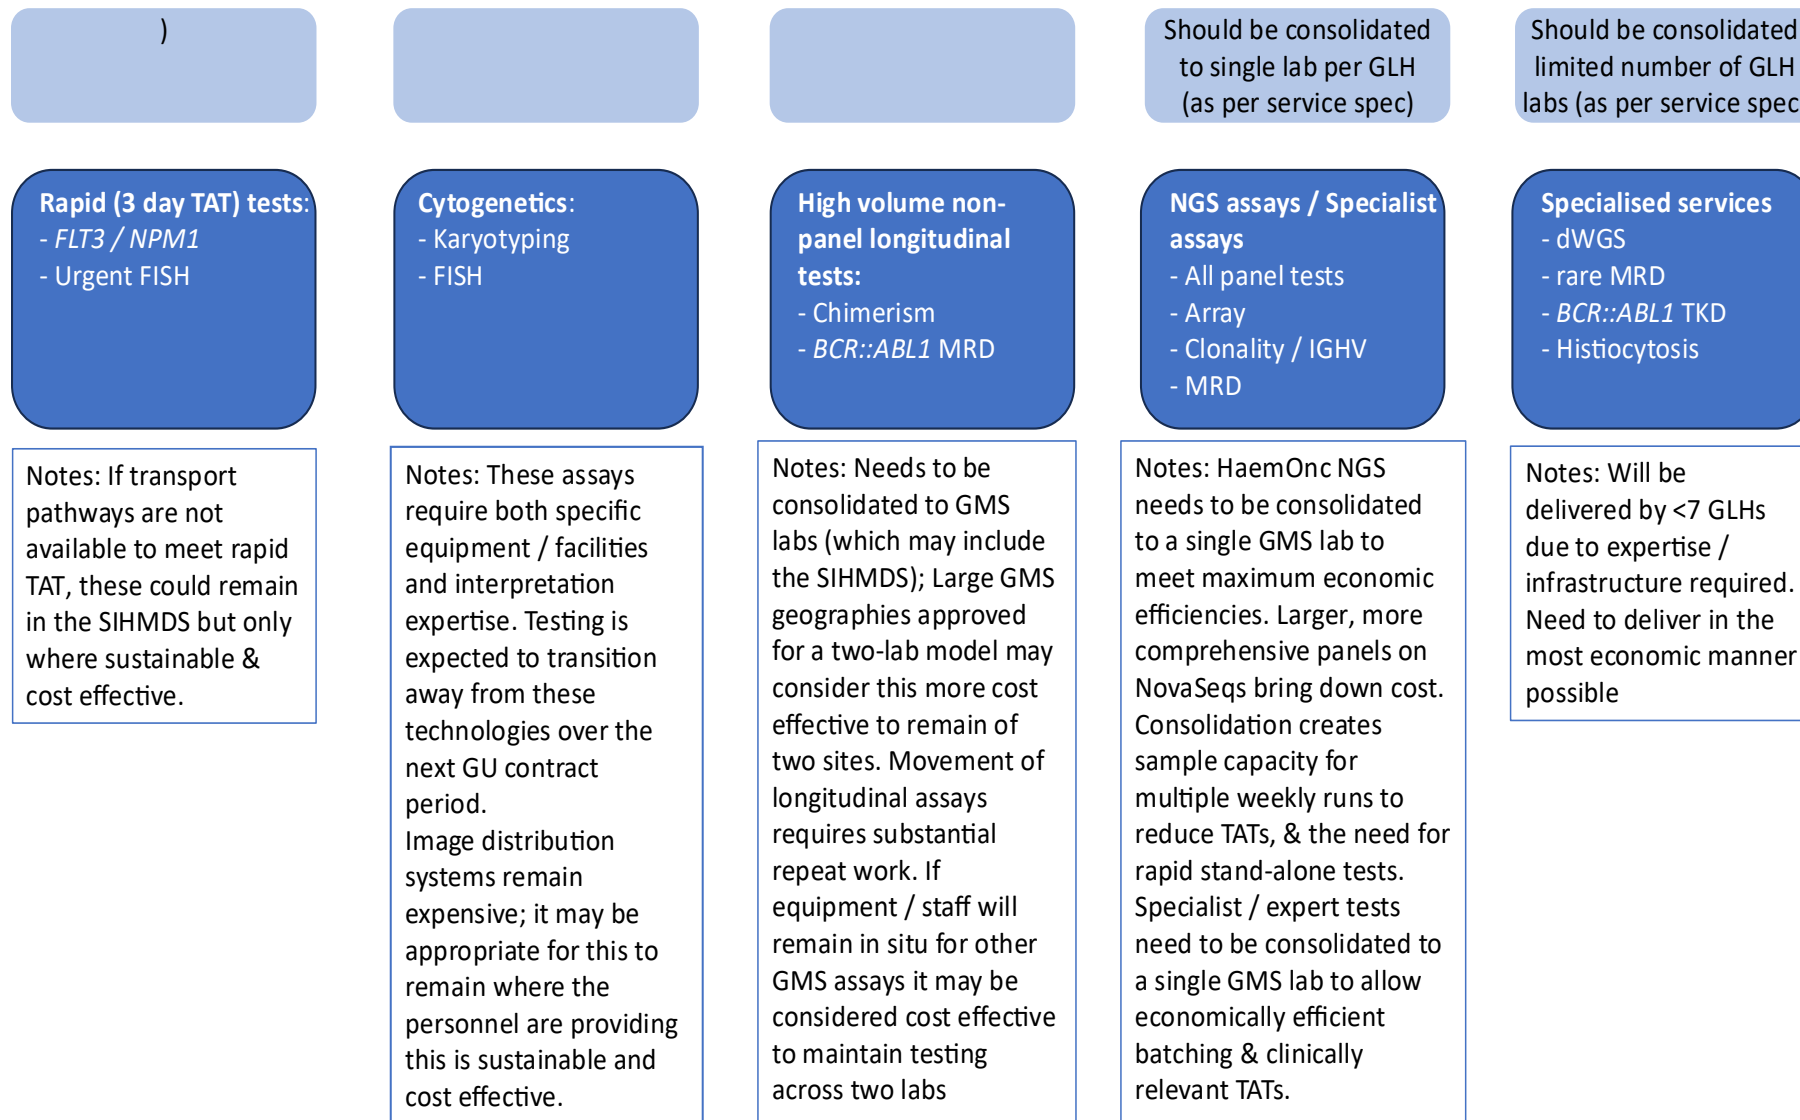 )
Should be consolidated
to single lab per GLH
(as per service spec)
Should be consolidated
limited number of GLH
labs (as per service spec
Rapid (3 day TAT) tests:
- FLT3 / NPM1
- Urgent FISH
Cytogenetics:
- Karyotyping
- FISH
High volume non-
panel longitudinal
tests:
- Chimerism
- BCR::ABL1 MRD
NGS assays / Specialist
assays
- All panel tests
- Array
- Clonality / IGHV
- MRD
Specialised services
- dWGS
- rare MRD
- BCR::ABL1 TKD
- Histiocytosis
Notes: If transport
pathways are not
available to meet rapid
TAT, these could remain
in the SIHMDS but only
where sustainable &
cost effective.
Notes: These assays
require both specific
equipment / facilities
and interpretation
expertise. Testing is
expected to transition
away from these
technologies over the
next GU contract
period.
Image distribution
systems remain
expensive; it may be
appropriate for this to
remain where the
personnel are providing
this is sustainable and
cost effective.
Notes: Needs to be
consolidated to GMS
labs (which may include
the SIHMDS); Large GMS
geographies approved
for a two-lab model may
consider this more cost
effective to remain of
two sites. Movement of
longitudinal assays
requires substantial
repeat work. If
equipment / staff will
remain in situ for other
GMS assays it may be
considered cost effective
to maintain testing
across two labs
Notes: HaemOnc NGS
needs to be consolidated
to a single GMS lab to
meet maximum economic
efficiencies. Larger, more
comprehensive panels on
NovaSeqs bring down cost.
Consolidation creates
sample capacity for
multiple weekly runs to
reduce TATs, & the need for
rapid stand-alone tests.
Specialist / expert tests
need to be consolidated to
a single GMS lab to allow
economically efficient
batching & clinically
relevant TATs.
Notes: Will be
delivered by <7 GLHs
due to expertise /
infrastructure required.
Need to deliver in the
most economic manner
possible